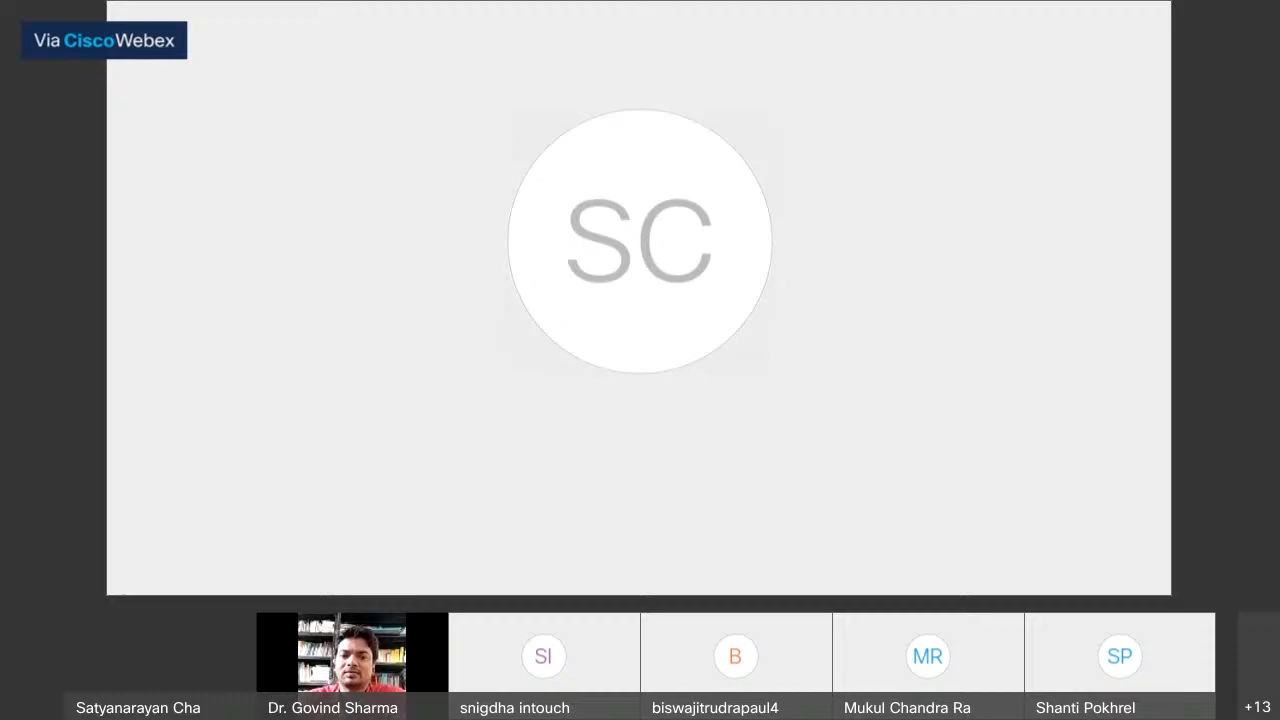 Via CiscoWebex
SC
SI
B
MR
SP
Satyanarayan Cha
Dr. Govind Sharma
snigdha intouch
biswajitrudrapaul4
Mukul Chandra Ra
Shanti Pokhrel
+13